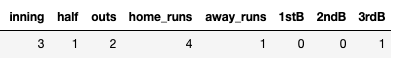 inning half outs home_runs away_runs 1stB 2ndB 3rdB
3 1 2 4 1 0 0 1